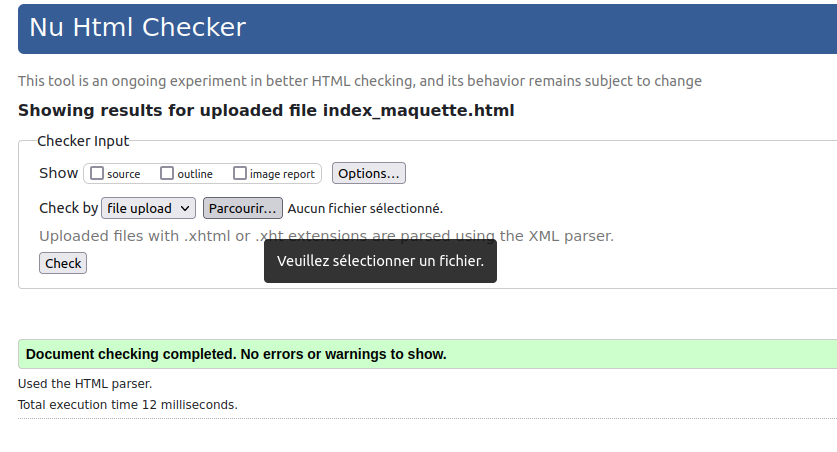 Nu Html Checker
This tool is an ongoing experiment in better HTML checking, and its behavior remains subject to change
Showing results for uploaded file index_maquette.html
Checker Input
Show source outline image report Options...
Check by file upload Parcourir... Aucun fichier sélectionné.
Uploaded files with .xhtml or .xht extensions are parsed using the XML parser.
Veuillez sélectionner un fichier.
Check
Document checking completed. No errors or warnings to show.
Used the HTML parser.
Total execution time 12 milliseconds.